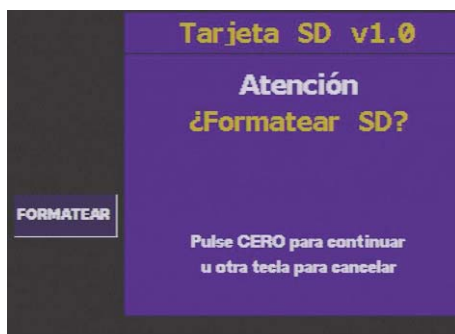 Tarjeta SD v1.0
Atención
¿Formatear SD?
FORMATEAR
Pulse CERO para continuar
u otra tecla para cancelar